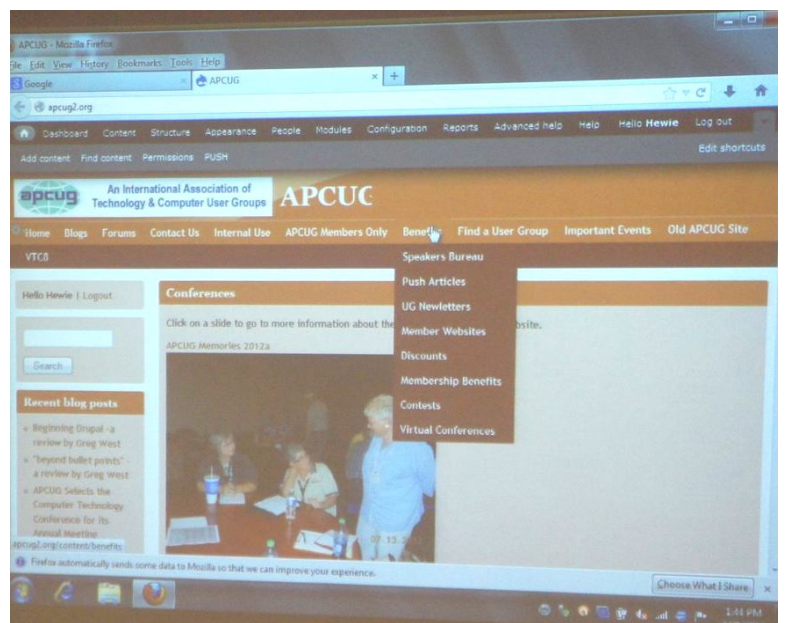 APCUG - Mozilla Firefox
File Edit View History Bookmarks Tools Help
Google × APCUG × +
apcug2.org
Dashboard Content Structure Appearance People Modules Configuration Reports Advanced help Help Hello Hewie Log out
Add content Find content Permissions PUSH Edit shortcuts
apcug An International Association of
Technology & Computer User Groups
APCUG
Home Blogs Forums Contact Us Internal Use APCUG Members Only Benefits Find a User Group Important Events Old APCUG Site
VTC8
Speakers Bureau
Push Articles
UG Newletters
Member Websites
Discounts
Membership Benefits
Contests
Virtual Conferences
Hello Hewie | Logout
Search
Recent blog posts
Beginning Drupal -a
review by Greg West
"beyond bullet points" -
a review by Greg West
APCUG Selects the
Computer Technology
Conference for its
Annual Meeting
Conferences
Click on a slide to go to more information about the
APCUG Memories 2012a
07.13.
apcug2.org/content/benefits
Firefox automatically sends some data to Mozilla so that we can improve your experience.
Choose What I Share ×
1:41 PM